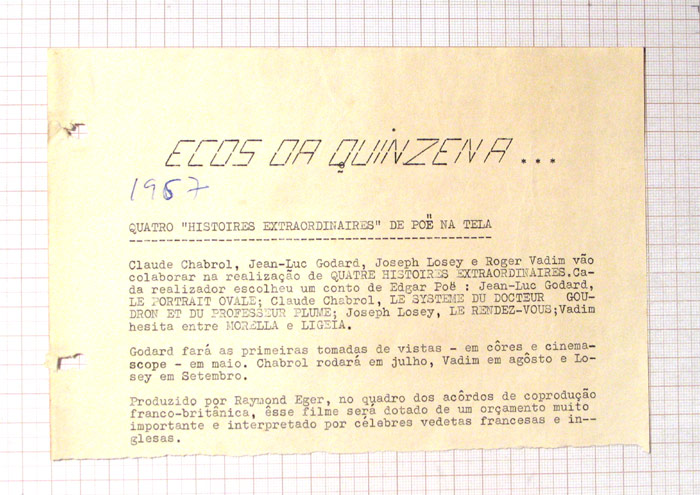 ECOS DA QUINZENA...
1967
QUATRO "HISTOIRES EXTRAORDINAIRES" DE POË NA TELA
Claude Chabrol, Jean-Luc Godard, Joseph Losey e Roger Vadim vão
colaborar na realização de QUATRE HISTOIRES EXTRAORDINAIRES.Ca-
da realizador escolheu um conto de Edgar Poë : Jean-Luc Godard,
LE PORTRAIT OVALE; Claude Chabrol, LE SYSTEME DU DOCTEUR GOU-
DRON ET DU PROFESSEUR PLUME; Joseph Losey, LE RENDEZ-VOUS;Vadim
hesita entre MORELLA e LIGEIA.
Godard fará as primeiras tomadas de vistas - em côres e cinema-
scope - em maio. Chabrol rodará em julho, Vadim em agôsto e Lo-
sey em Setembro.
Produzido por Raymond Eger, no quadro dos acôrdos de coprodução
franco-britânica, êsse filme será dotado de um orçamento muito
importante e interpretado por célebres vedetas francesas e in--
glesas.